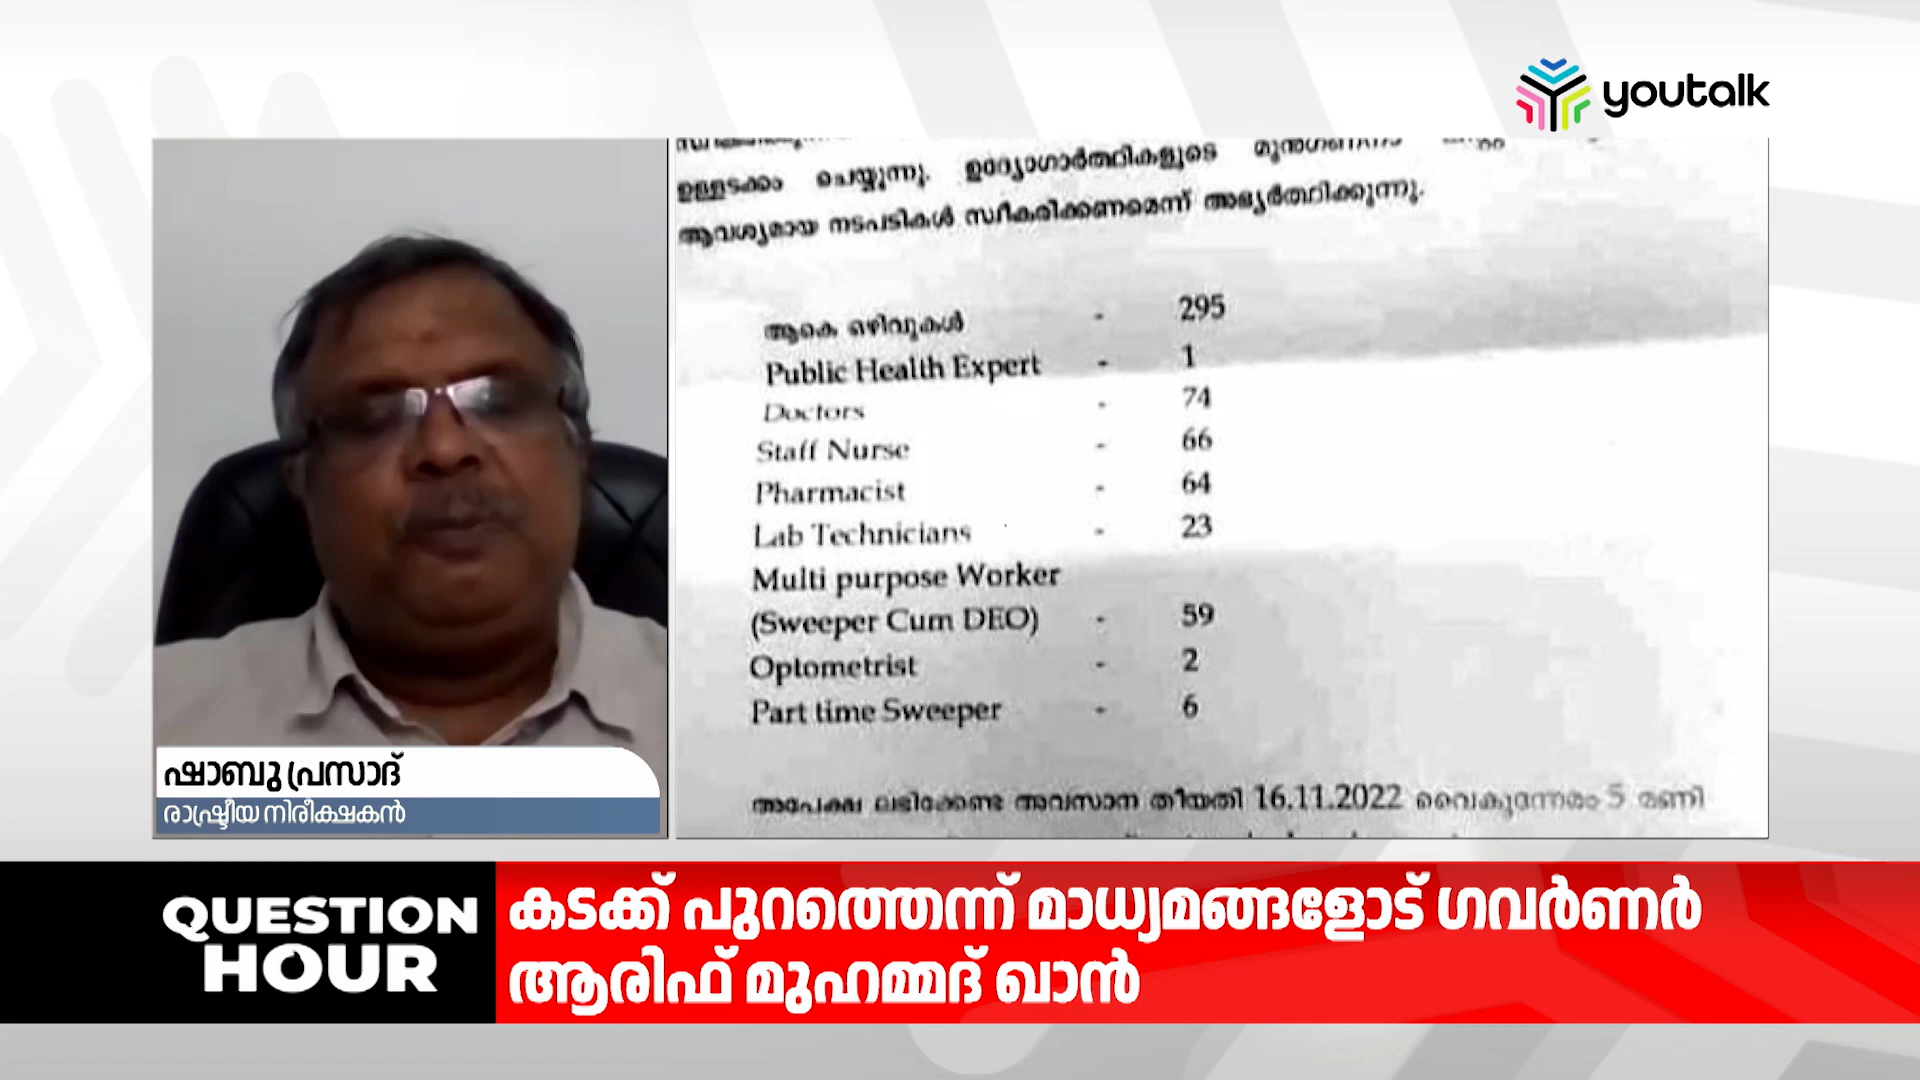 youtalk
ഉള്ളടക്കം ചെയ്യുന്നു. ഉദ്യോഗാർത്ഥികളുടെ മുൻഗണനാ
ആവശ്യമായ നടപടികൾ സ്വീകരിക്കണമെന്ന് അഭ്യർത്ഥിക്കുന്നു.
ആകെ ഒഴിവുകൾ - 295
Public Health Expert - 1
Doctors - 74
Staff Nurse - 66
Pharmacist - 64
Lab Technicians - 23
Multi purpose Worker
(Sweeper Cum DEO) - 59
Optometrist - 2
Part time Sweeper - 6
അപേക്ഷ ലഭിക്കേണ്ട അവസാന തീയതി 16.11.2022 വൈകുന്നേരം 5 മണി
ഷാബു പ്രസാദ്
രാഷ്ട്രീയ നിരീക്ഷകൻ
QUESTION
HOUR
കടക്ക് പുറത്തെന്ന് മാധ്യമങ്ങളോട് ഗവർണർ
ആരിഫ് മുഹമ്മദ് ഖാൻ